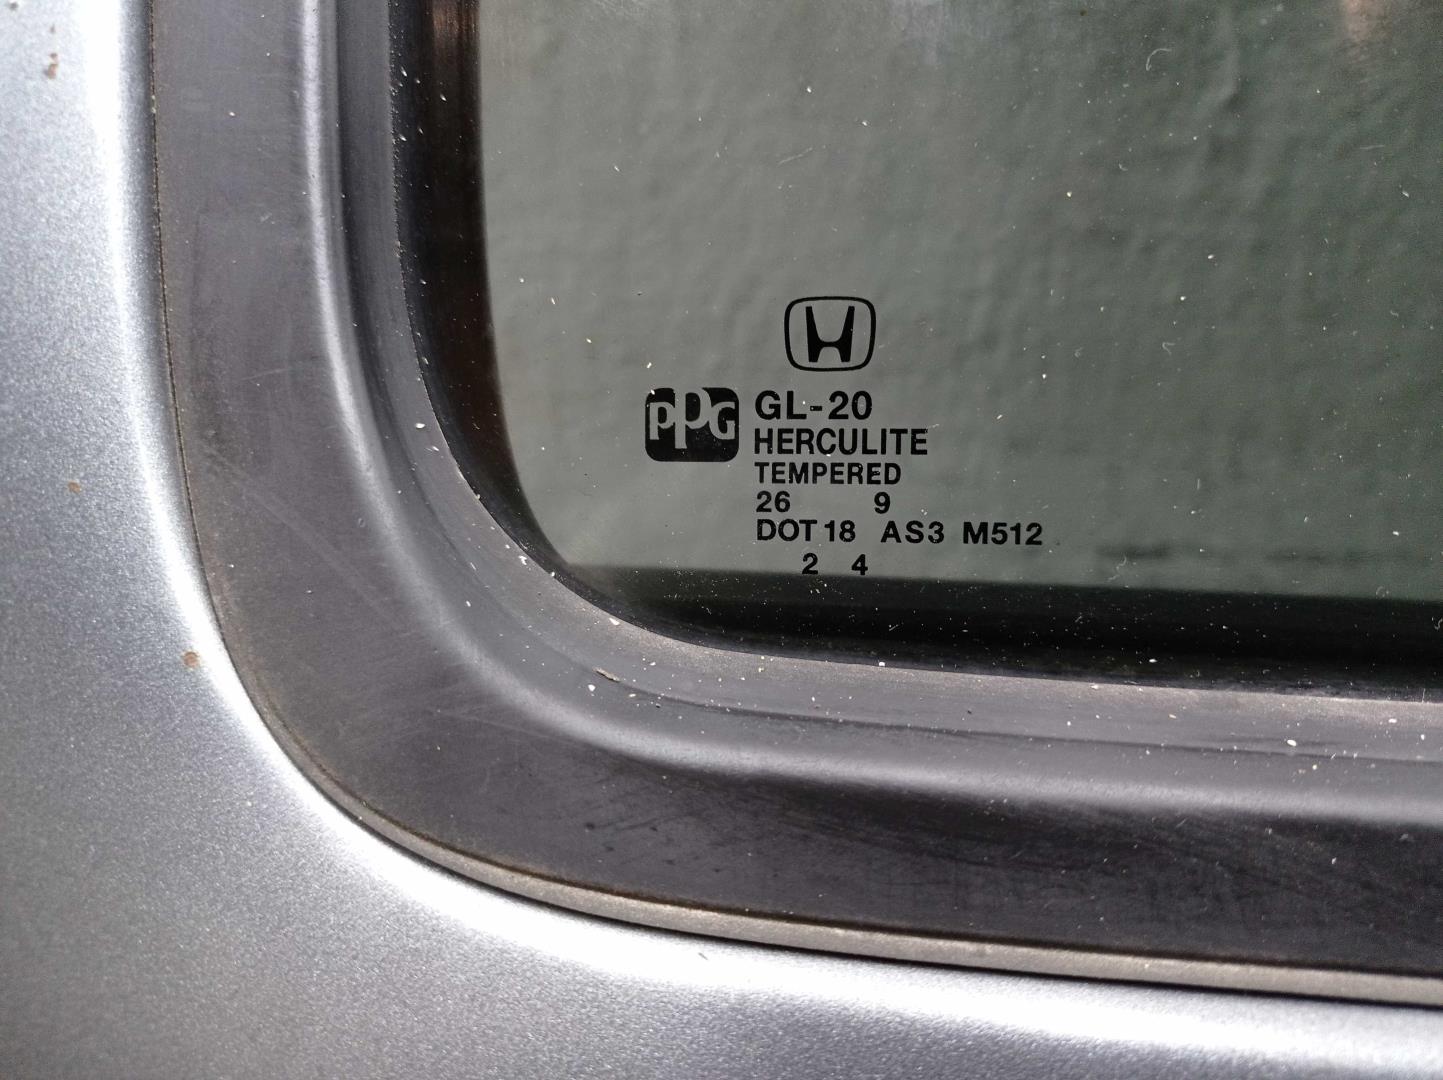 PPG GL-20
HERCULITE
TEMPERED
26 9
DOT 18 AS3 M512
2 4